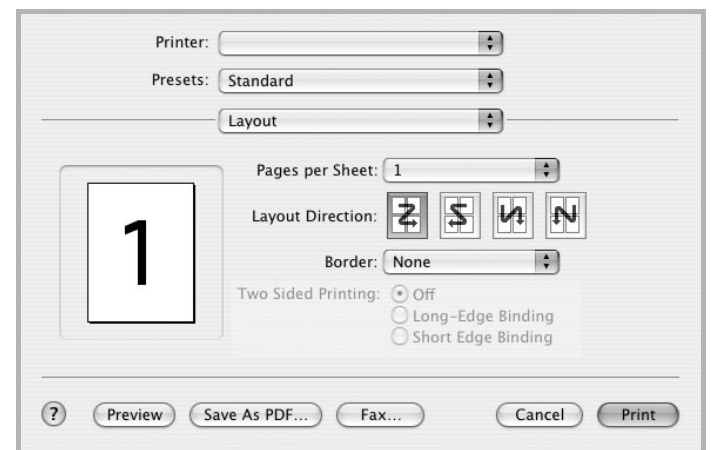 Printer:
Presets: Standard
Layout
Pages per Sheet: 1
1
Layout Direction:
Border: None
Two Sided Printing: Off
Long-Edge Binding
Short Edge Binding
? Preview Save As PDF... Fax... Cancel Print